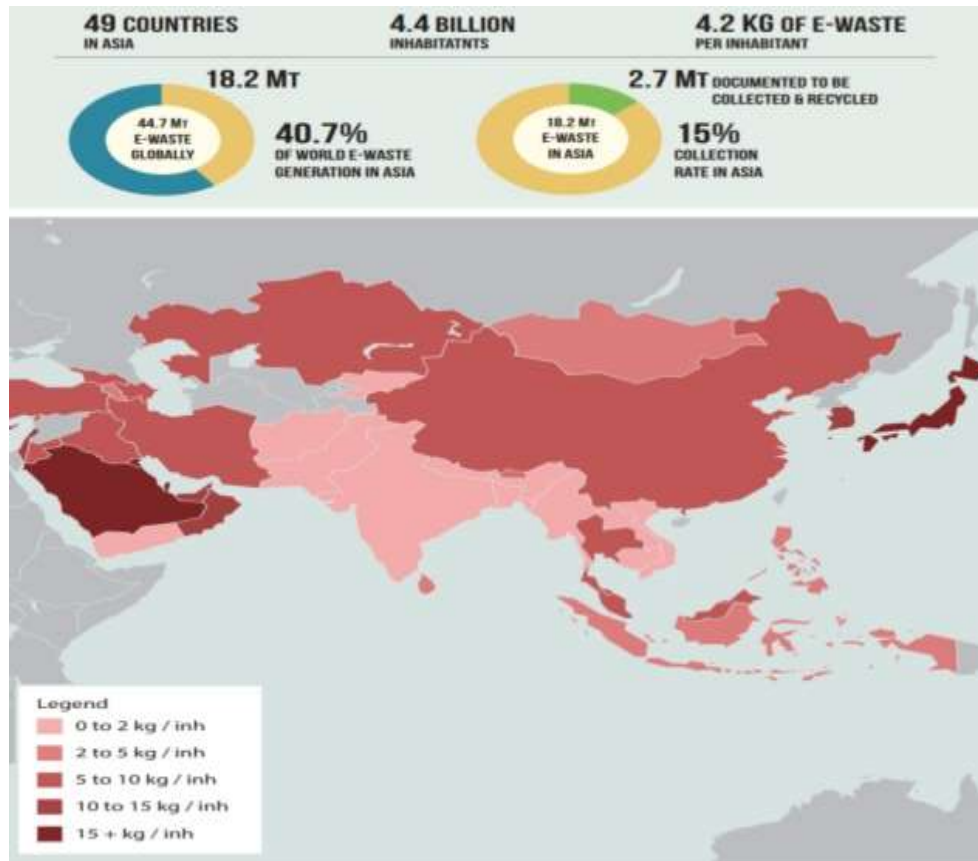 49 COUNTRIES
IN ASIA
4.4 BILLION
INHABITATNTS
4.2 KG OF E-WASTE
PER INHABITANT
18.2 MT
44.7 MT
E-WASTE
GLOBALLY
40.7%
OF WORLD E-WASTE
GENERATION IN ASIA
2.7 MT DOCUMENTED TO BE
COLLECTED & RECYCLED
18.2 MT
E-WASTE
IN ASIA
15%
COLLECTION
RATE IN ASIA
Legend
0 to 2 kg / inh
2 to 5 kg / inh
5 to 10 kg / inh
10 to 15 kg / inh
15 + kg / inh